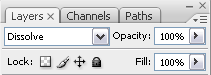 Layers × Channels Paths
Dissolve Opacity: 100%
Lock: Fill: 100%